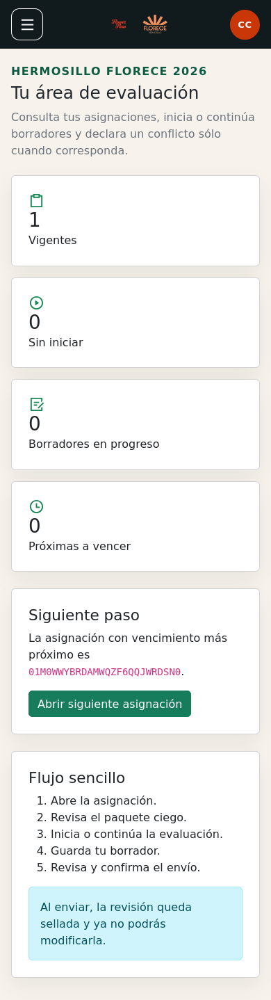 Flower Flow
FLORECE
CC
HERMOSILLO FLORECE 2026
Tu área de evaluación
Consulta tus asignaciones, inicia o continúa
borradores y declara un conflicto sólo
cuando corresponda.
1
Vigentes
0
Sin iniciar
0
Borradores en progreso
0
Próximas a vencer
Siguiente paso
La asignación con vencimiento más
próximo es
01M0WWYBRDAMWQZF6QQJWRDSN0.
Abrir siguiente asignación
Flujo sencillo
1. Abre la asignación.
2. Revisa el paquete ciego.
3. Inicia o continúa la evaluación.
4. Guarda tu borrador.
5. Revisa y confirma el envío.
Al enviar, la revisión queda
sellada y ya no podrás
modificarla.